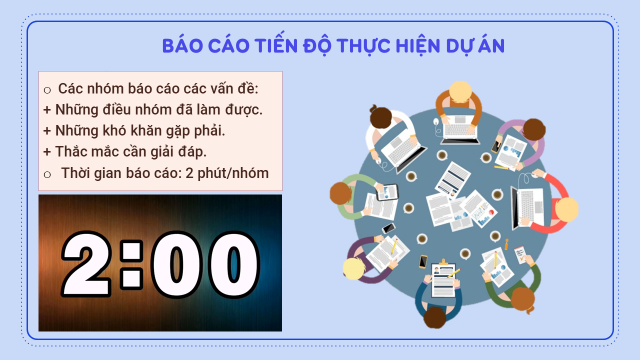 BÁO CÁO TIẾN ĐỘ THỰC HIỆN DỰ ÁN
o Các nhóm báo cáo các vấn đề:
+ Những điều nhóm đã làm được.
+ Những khó khăn gặp phải.
+ Thắc mắc cần giải đáp.
o Thời gian báo cáo: 2 phút/nhóm
2:00